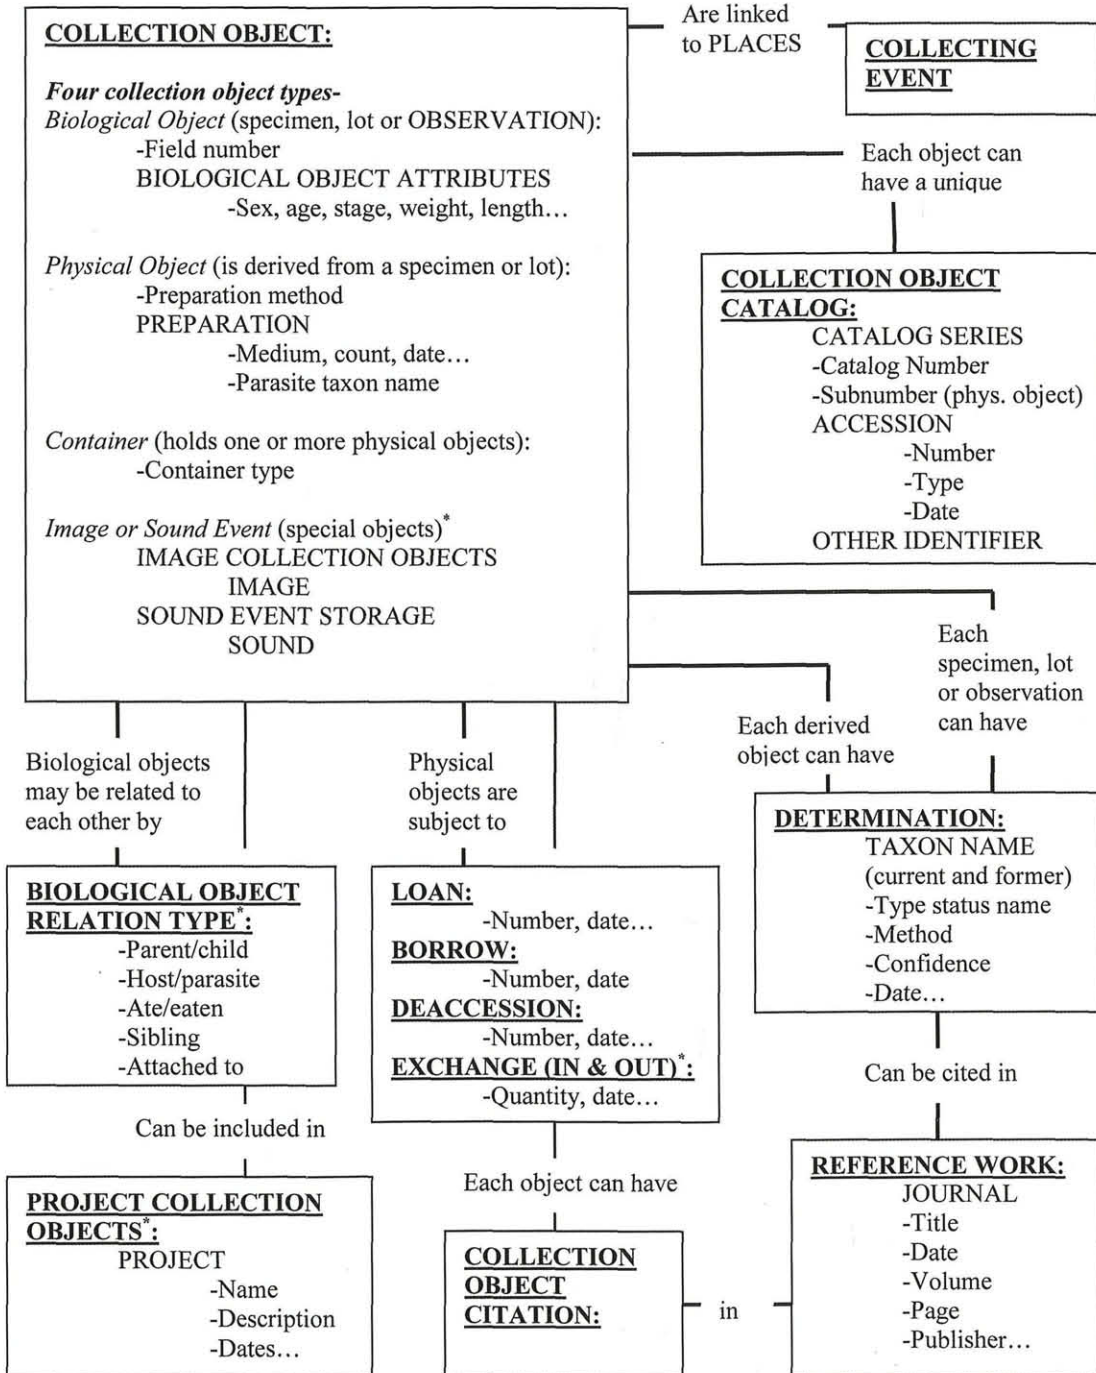 COLLECTION OBJECT:
Four collection object types-
Biological Object (specimen, lot or OBSERVATION):
-Field number
BIOLOGICAL OBJECT ATTRIBUTES
-Sex, age, stage, weight, length…
Physical Object (is derived from a specimen or lot):
-Preparation method
PREPARATION
-Medium, count, date…
-Parasite taxon name
Container (holds one or more physical objects):
-Container type
Image or Sound Event (special objects)*
IMAGE COLLECTION OBJECTS
IMAGE
SOUND EVENT STORAGE
SOUND
Are linked
to PLACES
COLLECTING
EVENT
Each object can
have a unique
COLLECTION OBJECT
CATALOG:
CATALOG SERIES
-Catalog Number
-Subnumber (phys. object)
ACCESSION
-Number
-Type
-Date
OTHER IDENTIFIER
Each
specimen, lot
or observation
can have
Each derived
object can have
Biological objects
may be related to
each other by
Physical
objects are
subject to
DETERMINATION:
TAXON NAME
(current and former)
-Type status name
-Method
-Confidence
-Date…
BIOLOGICAL OBJECT
RELATION TYPE*:
-Parent/child
-Host/parasite
-Ate/eaten
-Sibling
-Attached to
LOAN:
-Number, date…
BORROW:
-Number, date
DEACCESSION:
-Number, date…
EXCHANGE (IN & OUT)*:
-Quantity, date…
Can be cited in
Can be included in
Each object can have
PROJECT COLLECTION
OBJECTS*:
PROJECT
-Name
-Description
-Dates…
COLLECTION
OBJECT
CITATION:
in
REFERENCE WORK:
JOURNAL
-Title
-Date
-Volume
-Page
-Publisher…